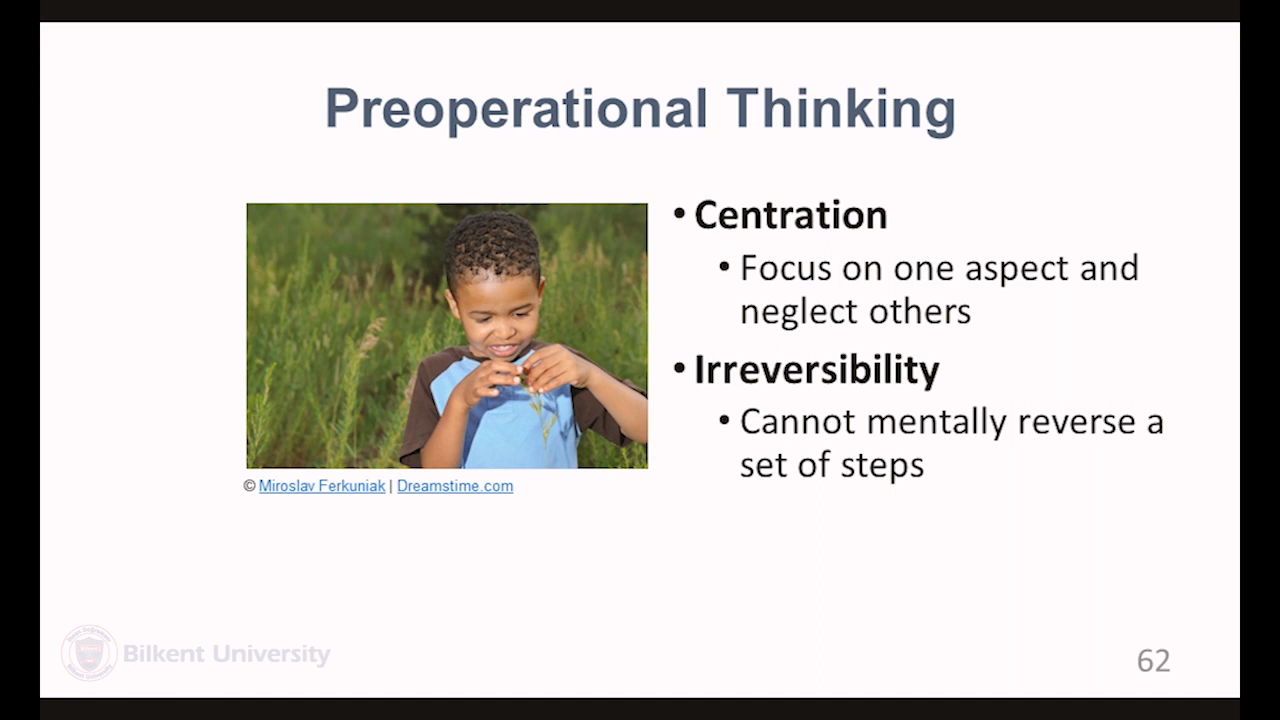 Preoperational Thinking
• Centration
• Focus on one aspect and
neglect others
• Irreversibility
• Cannot mentally reverse a
set of steps
© Miroslav Ferkuniak | Dreamstime.com
Bilkent University
62